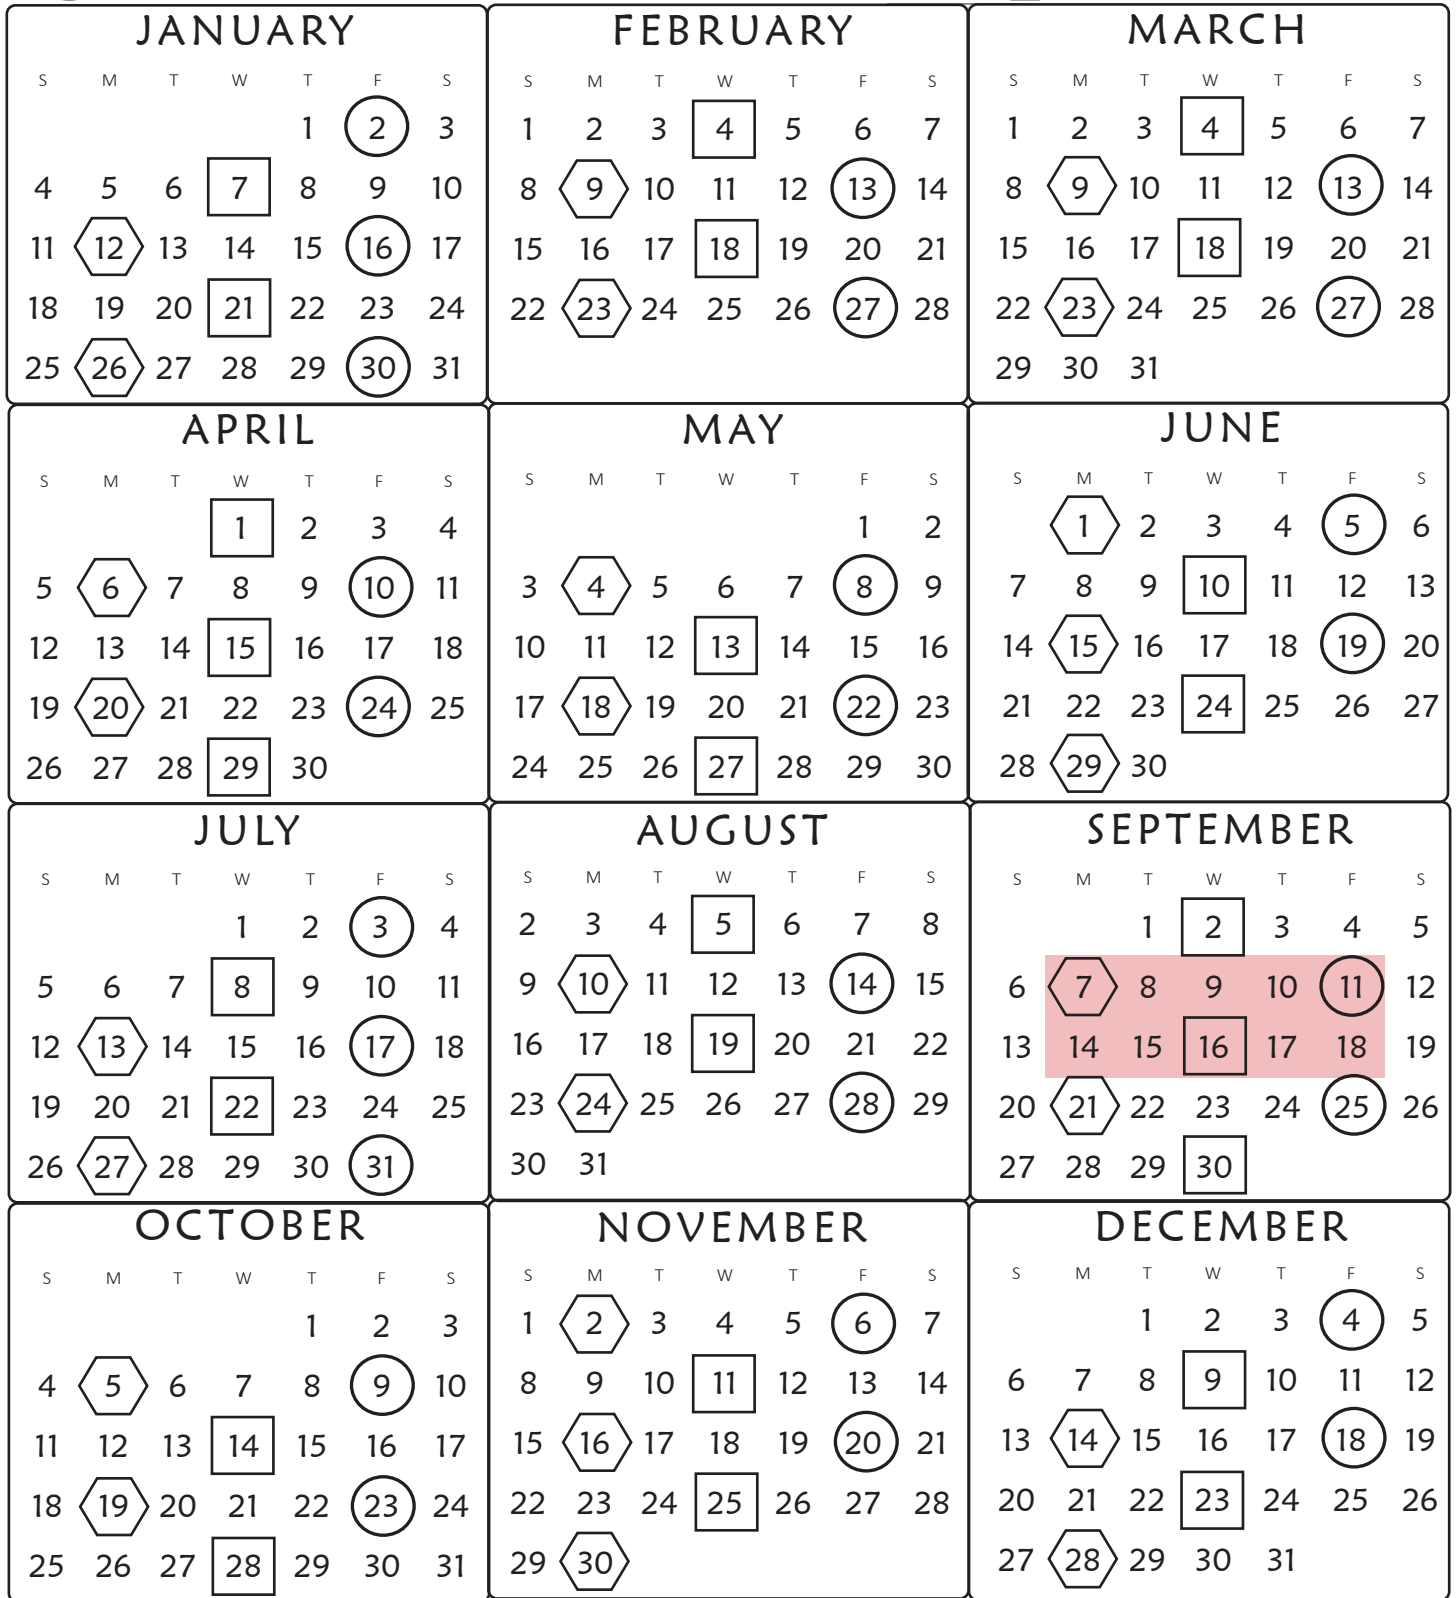 JANUARY
S M T W T F S
1 2 3
4 5 6 7 8 9 10
11 12 13 14 15 16 17
18 19 20 21 22 23 24
25 26 27 28 29 30 31
FEBRUARY
S M T W T F S
1 2 3 4 5 6 7
8 9 10 11 12 13 14
15 16 17 18 19 20 21
22 23 24 25 26 27 28
MARCH
S M T W T F S
1 2 3 4 5 6 7
8 9 10 11 12 13 14
15 16 17 18 19 20 21
22 23 24 25 26 27 28
29 30 31
APRIL
S M T W T F S
1 2 3 4
5 6 7 8 9 10 11
12 13 14 15 16 17 18
19 20 21 22 23 24 25
26 27 28 29 30
MAY
S M T W T F S
1 2
3 4 5 6 7 8 9
10 11 12 13 14 15 16
17 18 19 20 21 22 23
24 25 26 27 28 29 30
JUNE
S M T W T F S
1 2 3 4 5 6
7 8 9 10 11 12 13
14 15 16 17 18 19 20
21 22 23 24 25 26 27
28 29 30
JULY
S M T W T F S
1 2 3 4
5 6 7 8 9 10 11
12 13 14 15 16 17 18
19 20 21 22 23 24 25
26 27 28 29 30 31
AUGUST
S M T W T F S
2 3 4 5 6 7 8
9 10 11 12 13 14 15
16 17 18 19 20 21 22
23 24 25 26 27 28 29
30 31
SEPTEMBER
S M T W T F S
1 2 3 4 5
6 7 8 9 10 11 12
13 14 15 16 17 18 19
20 21 22 23 24 25 26
27 28 29 30
OCTOBER
S M T W T F S
1 2 3
4 5 6 7 8 9 10
11 12 13 14 15 16 17
18 19 20 21 22 23 24
25 26 27 28 29 30 31
NOVEMBER
S M T W T F S
1 2 3 4 5 6 7
8 9 10 11 12 13 14
15 16 17 18 19 20 21
22 23 24 25 26 27 28
29 30
DECEMBER
S M T W T F S
1 2 3 4 5
6 7 8 9 10 11 12
13 14 15 16 17 18 19
20 21 22 23 24 25 26
27 28 29 30 31